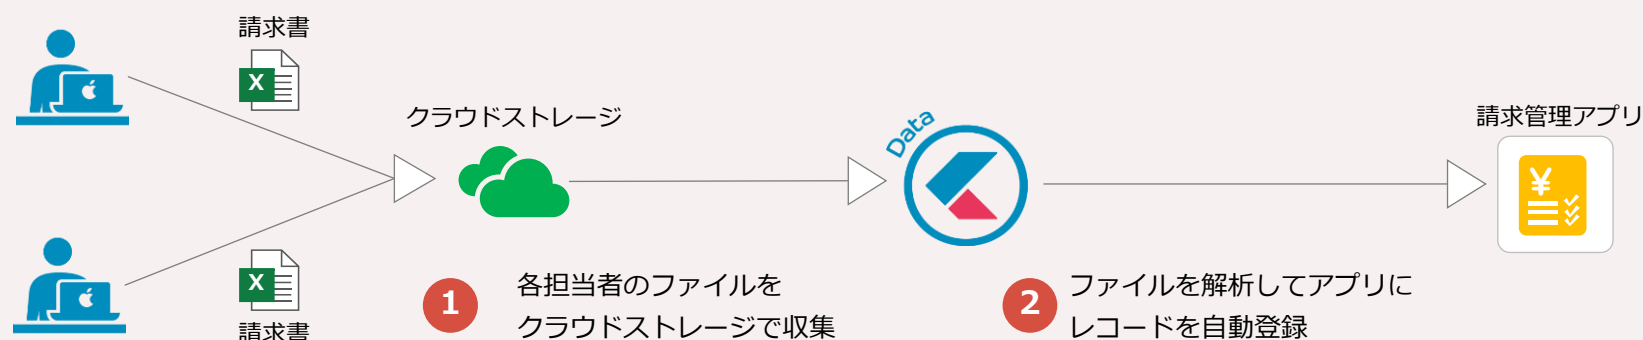 請求書
X
クラウドストレージ
Data
請求管理アプリ
¥
X
請求書
1
各担当者のファイルを
クラウドストレージで収集
2
ファイルを解析してアプリに
レコードを自動登録